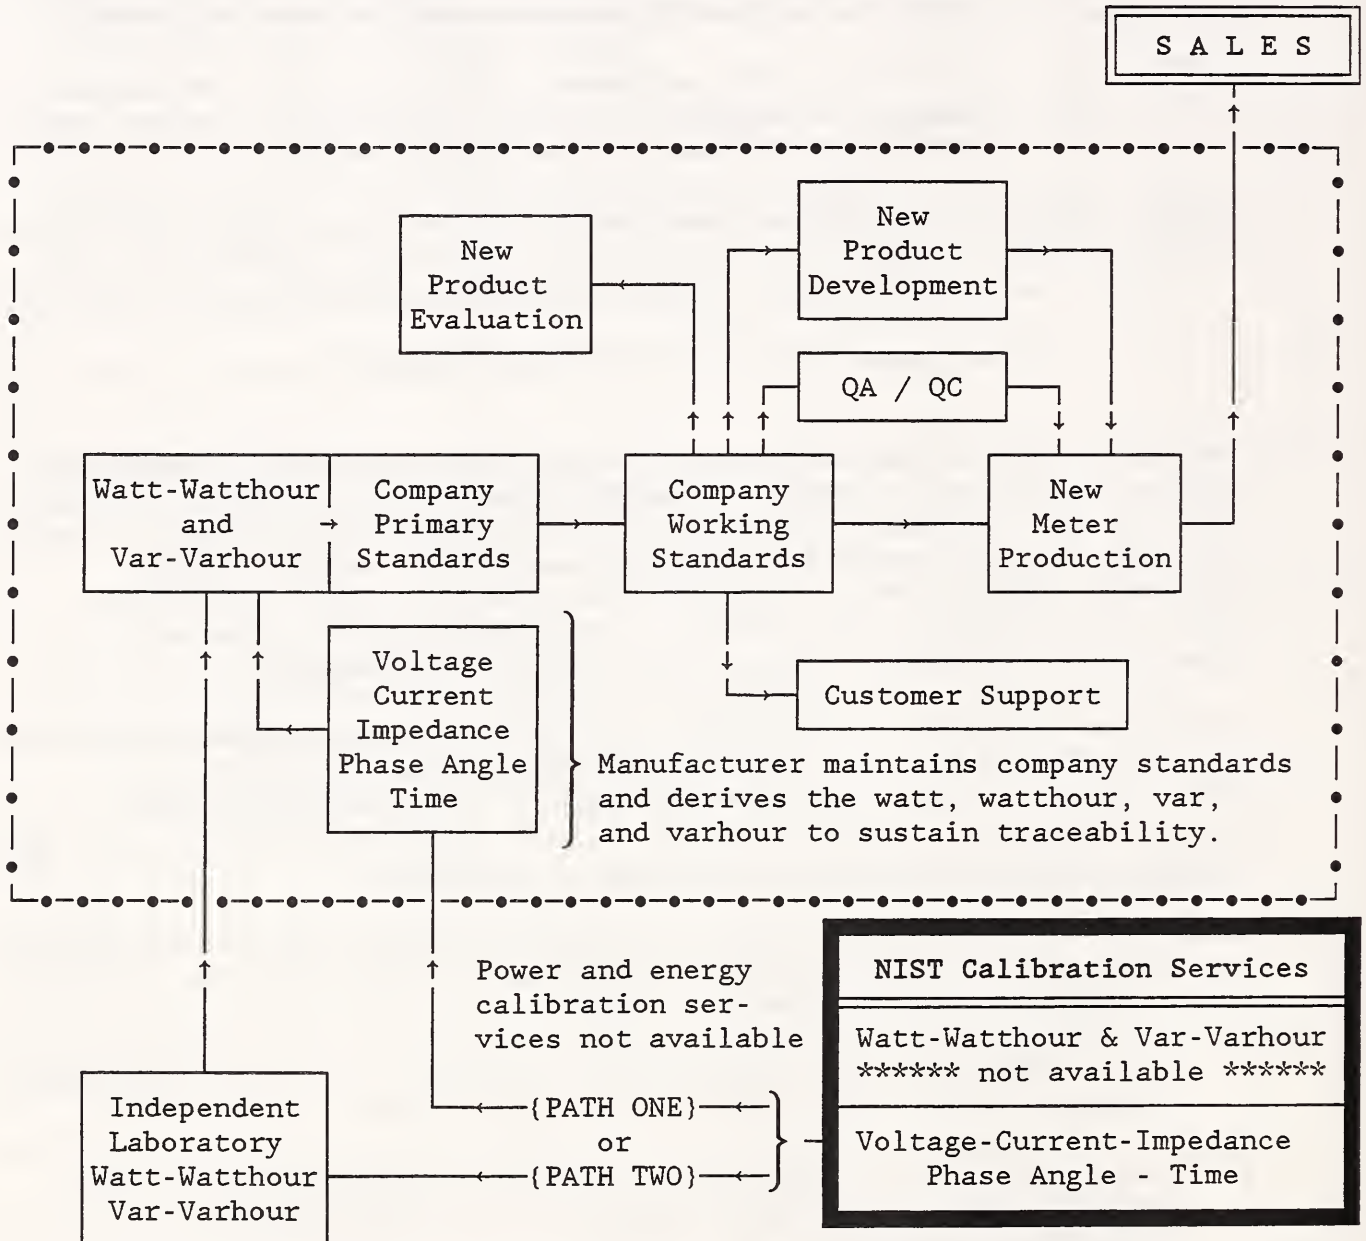 S A L E S
New
Product
Evaluation
New
Product
Development
QA / QC
Watt-Watthour
and
Var-Varhour
Company
Primary
Standards
Company
Working
Standards
New
Meter
Production
Voltage
Current
Impedance
Phase Angle
Time
Customer Support
Manufacturer maintains company standards
and derives the watt, watthour, var,
and varhour to sustain traceability.
Power and energy
calibration ser-
vices not available
NIST Calibration Services
Watt-Watthour & Var-Varhour
****** not available ******
Voltage-Current-Impedance
Phase Angle - Time
{PATH ONE}
or
{PATH TWO}
Independent
Laboratory
Watt-Watthour
Var-Varhour